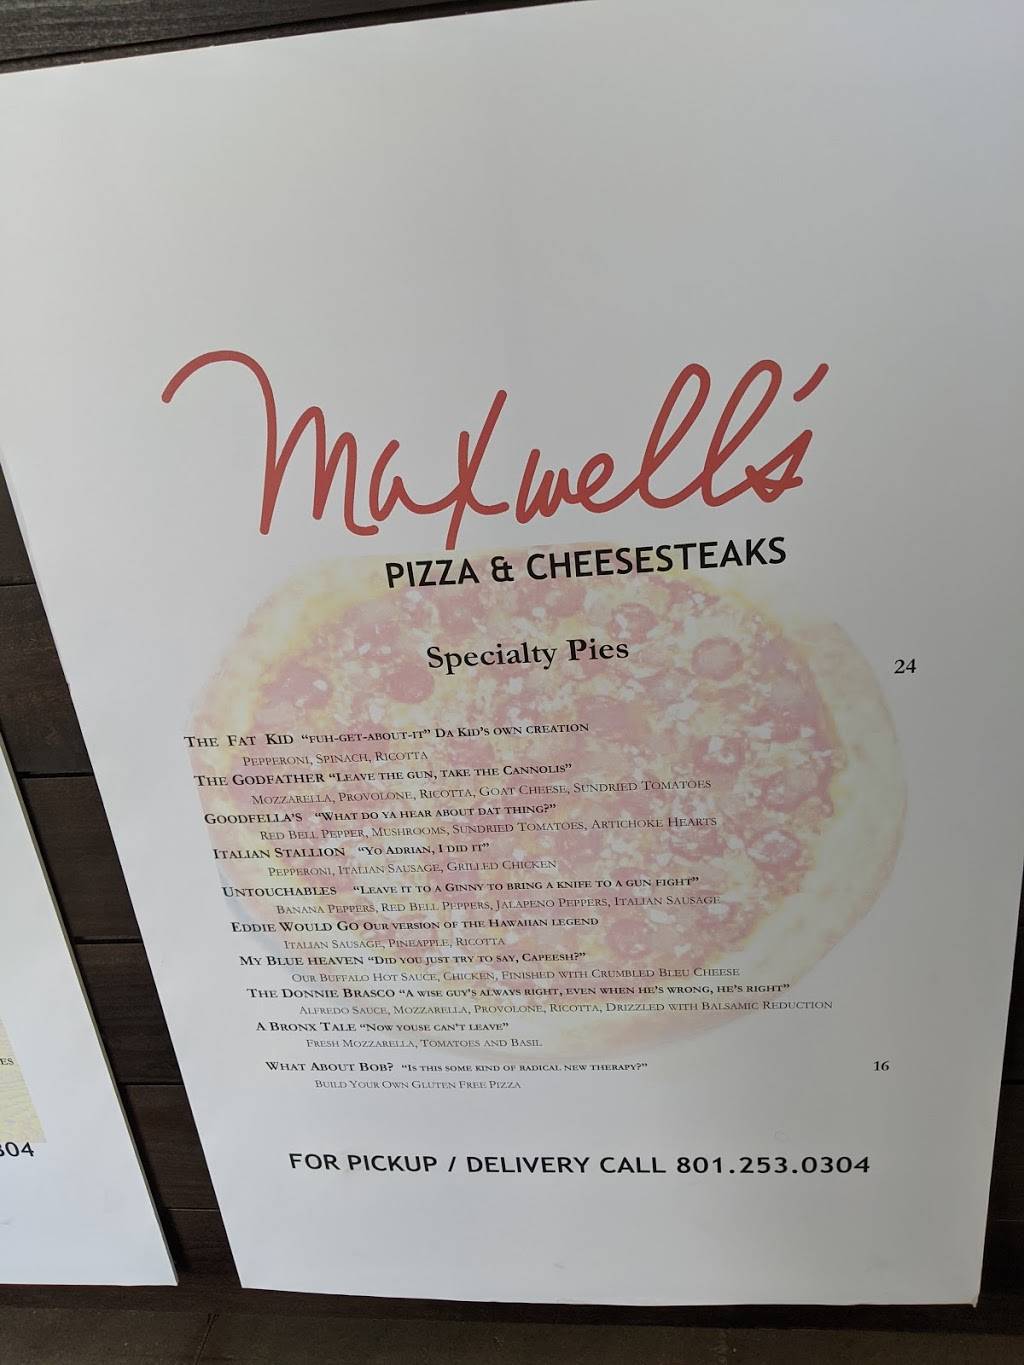 Maxwell's
PIZZA & CHEESESTEAKS
Specialty Pies 24
THE FAT KID "FUH-GET-ABOUT-IT" DA KID'S OWN CREATION
PEPPERONI, SPINACH, RICOTTA
THE GODFATHER "LEAVE THE GUN, TAKE THE CANNOLIS"
MOZZARELLA, PROVOLONE, RICOTTA, GOAT CHEESE, SUNDRIED TOMATOES
GOODFELLA'S "WHAT DO YA HEAR ABOUT DAT THING?"
RED BELL PEPPER, MUSHROOMS, SUNDRIED TOMATOES, ARTICHOKE HEARTS
ITALIAN STALLION "YO ADRIAN, I DID IT"
PEPPERONI, ITALIAN SAUSAGE, GRILLED CHICKEN
UNTOUCHABLES "LEAVE IT TO A GINNY TO BRING A KNIFE TO A GUN FIGHT"
BANANA PEPPERS, RED BELL PEPPERS, JALAPENO PEPPERS, ITALIAN SAUSAGE
EDDIE WOULD GO OUR VERSION OF THE HAWAIIAN LEGEND
ITALIAN SAUSAGE, PINEAPPLE, RICOTTA
MY BLUE HEAVEN "DID YOU JUST TRY TO SAY, CAPEESH?"
OUR BUFFALO HOT SAUCE, CHICKEN, FINISHED WITH CRUMBLED BLEU CHEESE
THE DONNIE BRASCO "A WISE GUY'S ALWAYS RIGHT, EVEN WHEN HE'S WRONG, HE'S RIGHT"
ALFREDO SAUCE, MOZZARELLA, PROVOLONE, RICOTTA, DRIZZLED WITH BALSAMIC REDUCTION
A BRONX TALE "NOW YOUSE CAN'T LEAVE"
FRESH MOZZARELLA, TOMATOES AND BASIL
WHAT ABOUT BOB? "IS THIS SOME KIND OF RADICAL NEW THERAPY?" 16
BUILD YOUR OWN GLUTEN FREE PIZZA
FOR PICKUP / DELIVERY CALL 801.253.0304
ES
304